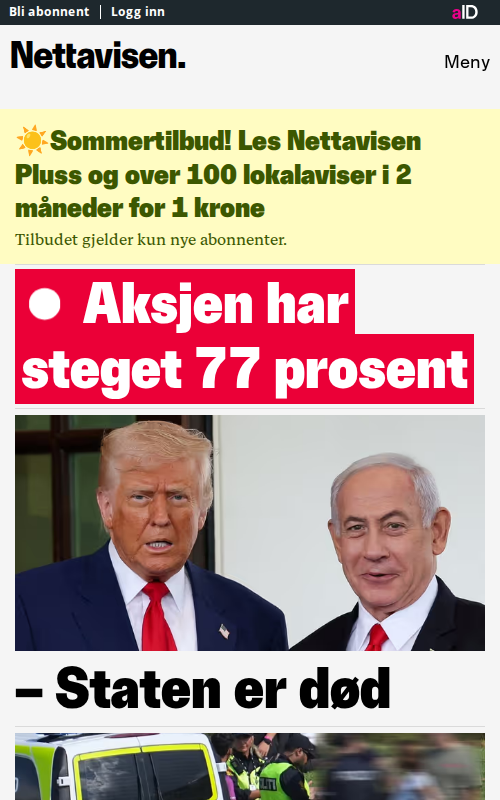 Bli abonnent | Logg inn
aID
Nettavisen.
Meny
☀️Sommertilbud! Les Nettavisen
Pluss og over 100 lokalaviser i 2
måneder for 1 krone
Tilbudet gjelder kun nye abonnenter.
Aksjen har
steget 77 prosent
– Staten er død